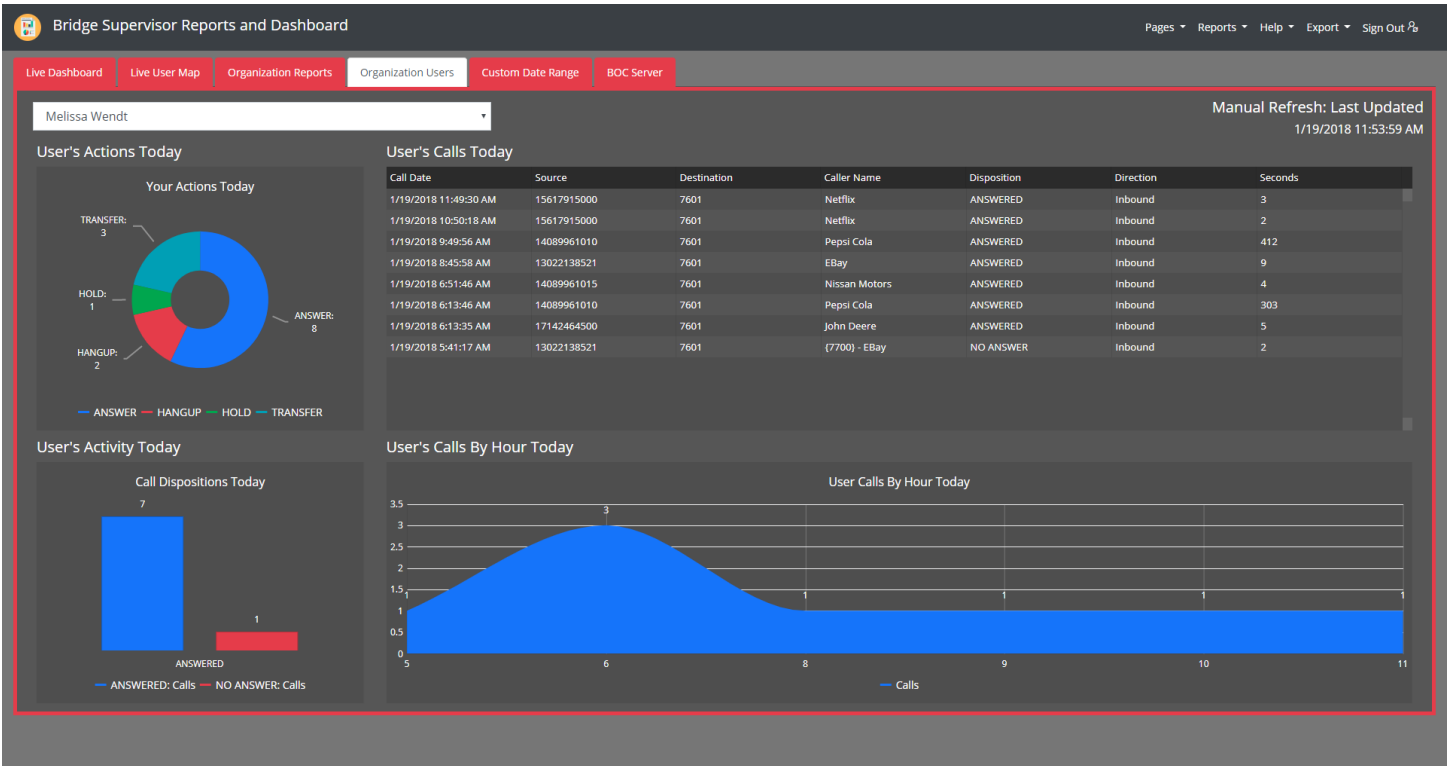 Bridge Supervisor Reports and Dashboard
Pages Reports Help Export Sign Out
Live Dashboard Live User Map Organization Reports Organization Users Custom Date Range BOC Server
Melissa Wendt
Manual Refresh: Last Updated
1/19/2018 11:53:59 AM
User's Actions Today
Your Actions Today
TRANSFER:
3
HOLD:
1
ANSWER:
8
HANGUP:
2
ANSWER HANGUP HOLD TRANSFER
User's Calls Today
Call Date Source Destination Caller Name Disposition Direction Seconds
1/19/2018 11:49:30 AM 15617915000 7601 Netflix ANSWERED Inbound 3
1/19/2018 10:50:18 AM 15617915000 7601 Netflix ANSWERED Inbound 2
1/19/2018 9:49:56 AM 14089961010 7601 Pepsi Cola ANSWERED Inbound 412
1/19/2018 8:45:58 AM 13022138521 7601 EBay ANSWERED Inbound 9
1/19/2018 6:51:46 AM 14089961015 7601 Nissan Motors ANSWERED Inbound 4
1/19/2018 6:13:46 AM 14089961010 7601 Pepsi Cola ANSWERED Inbound 303
1/19/2018 6:13:35 AM 17142464500 7601 John Deere ANSWERED Inbound 5
1/19/2018 5:41:17 AM 13022138521 7601 {7700} - EBay NO ANSWER Inbound 2
User's Activity Today
Call Dispositions Today
7
1
ANSWERED
ANSWERED: Calls NO ANSWER: Calls
User's Calls By Hour Today
User Calls By Hour Today
3.5
3
2.5
2
1.5
1
0.5
0
1 3 1 1 1 1
5 6 8 9 10 11
Calls